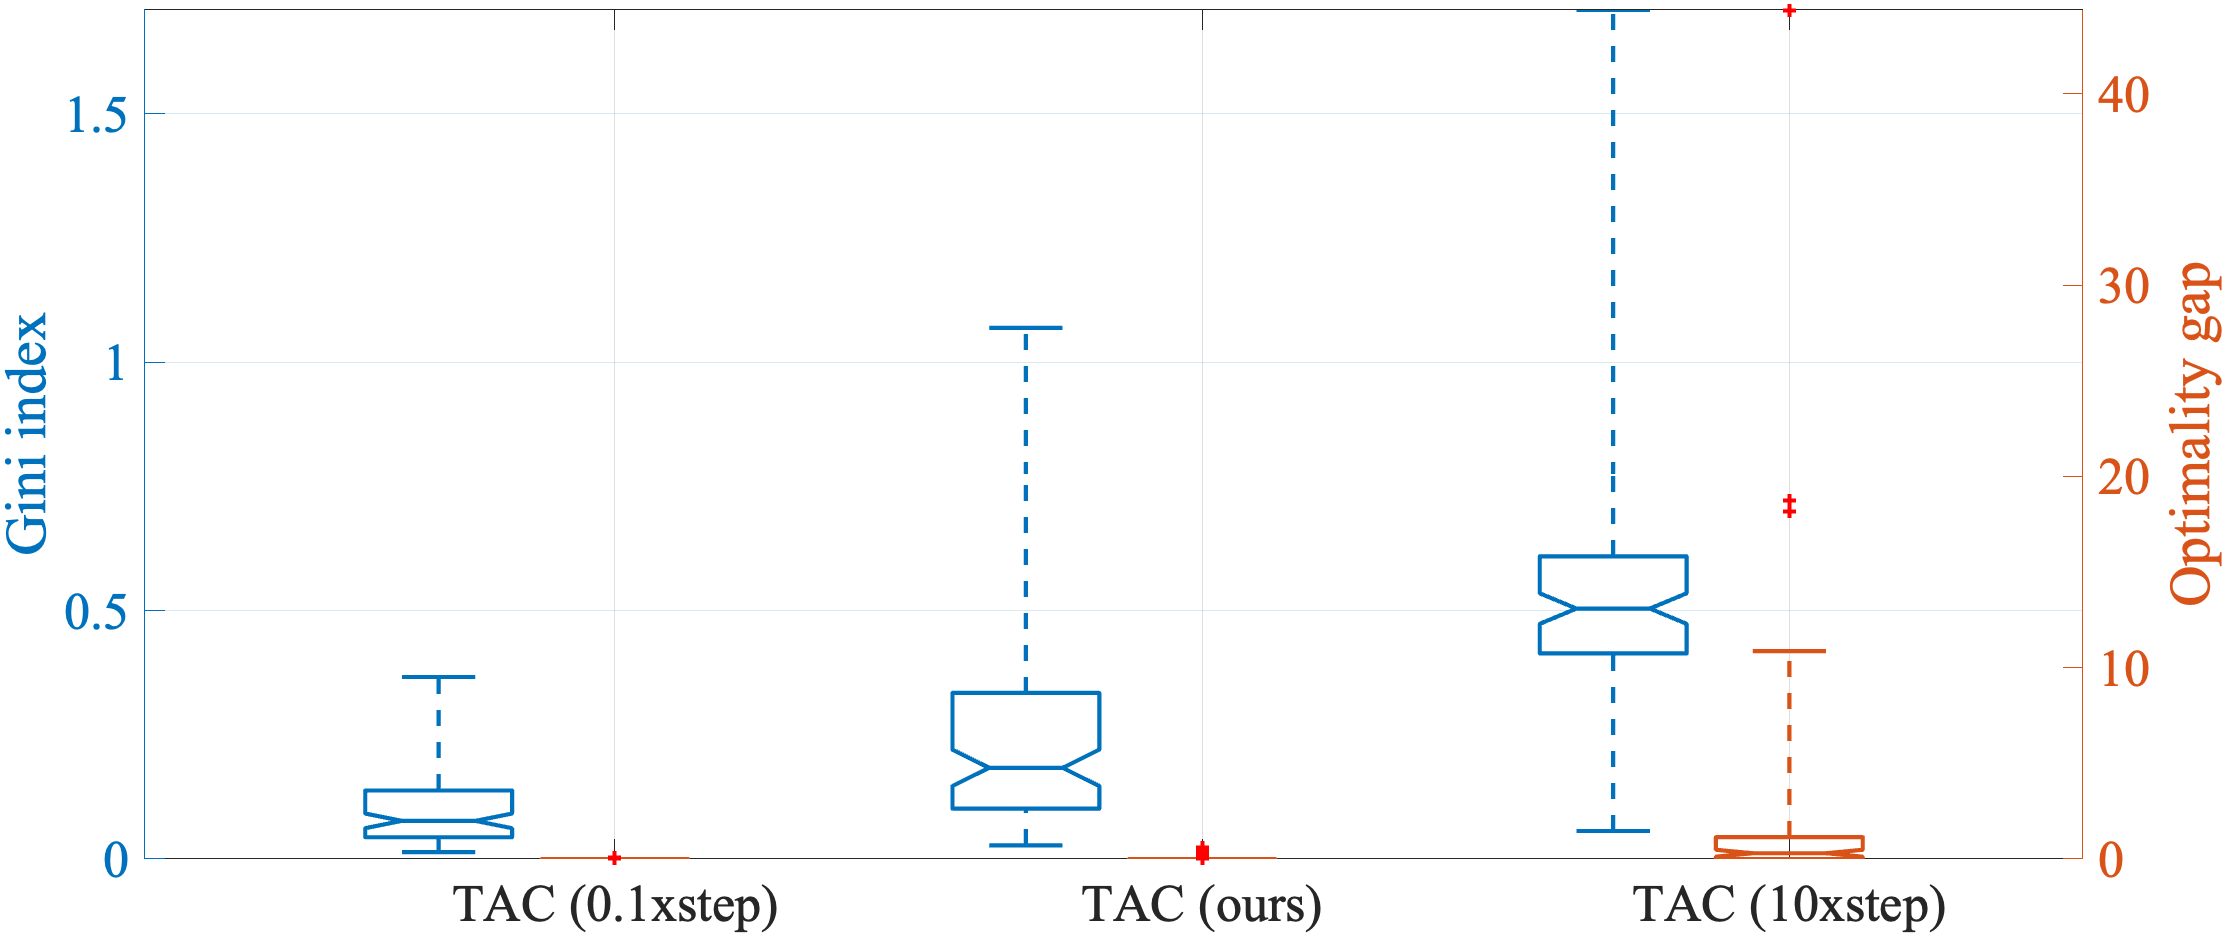 Gini index
1.5
1
0.5
0
40
30
20
10
0
Optimality gap
TAC (0.1xstep)
TAC (ours)
TAC (10xstep)